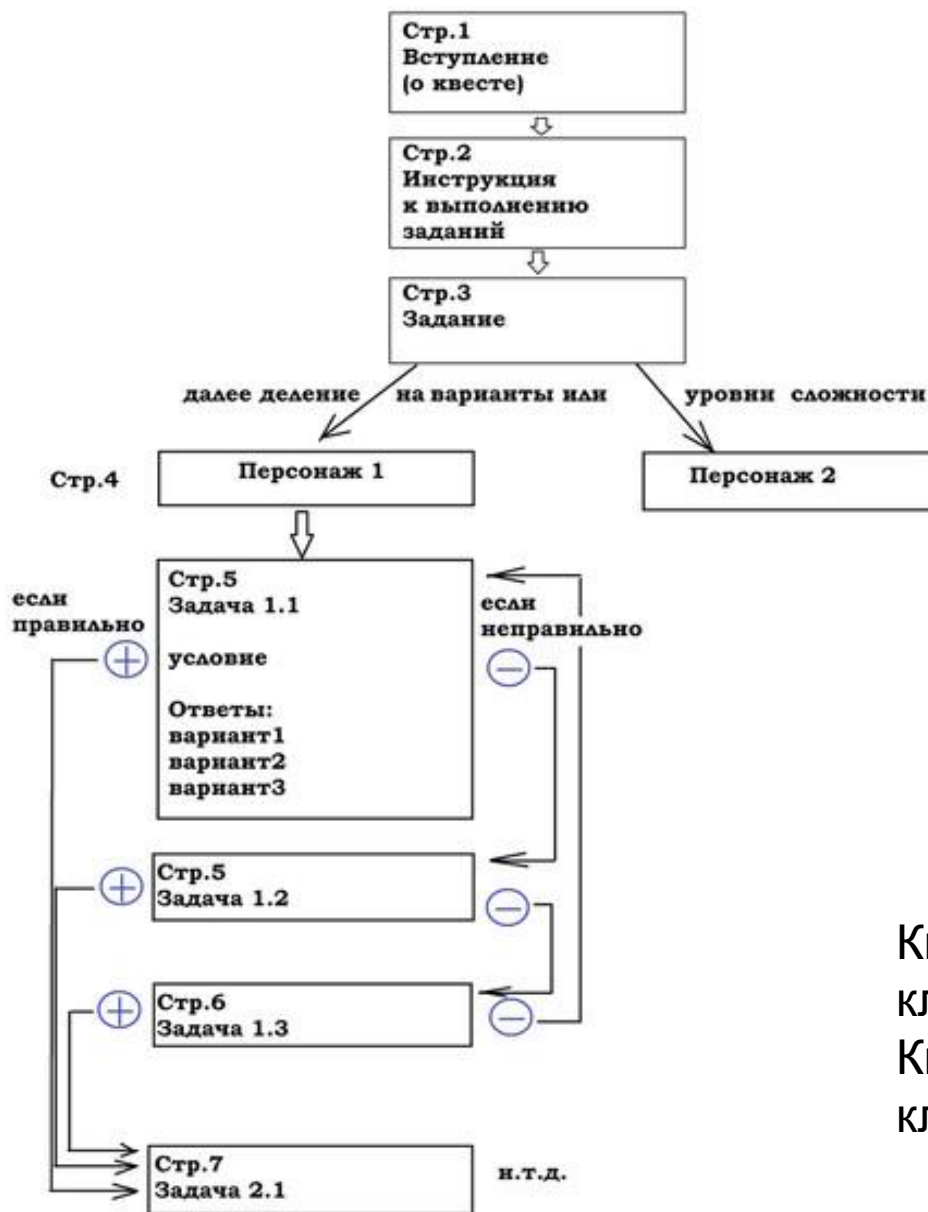 Стр.1
Вступление
(о квесте)
Стр.2
Инструкция
к выполнению
заданий
Стр.3
Задание
далее деление на варианты или уровни сложности
Стр.4
Персонаж 1
Персонаж 2
если
правильно
Стр.5
Задача 1.1
условие
Ответы:
вариант1
вариант2
вариант3
если
неправильно
Стр.5
Задача 1.2
Стр.6
Задача 1.3
Стр.7
Задача 2.1
и.т.д.